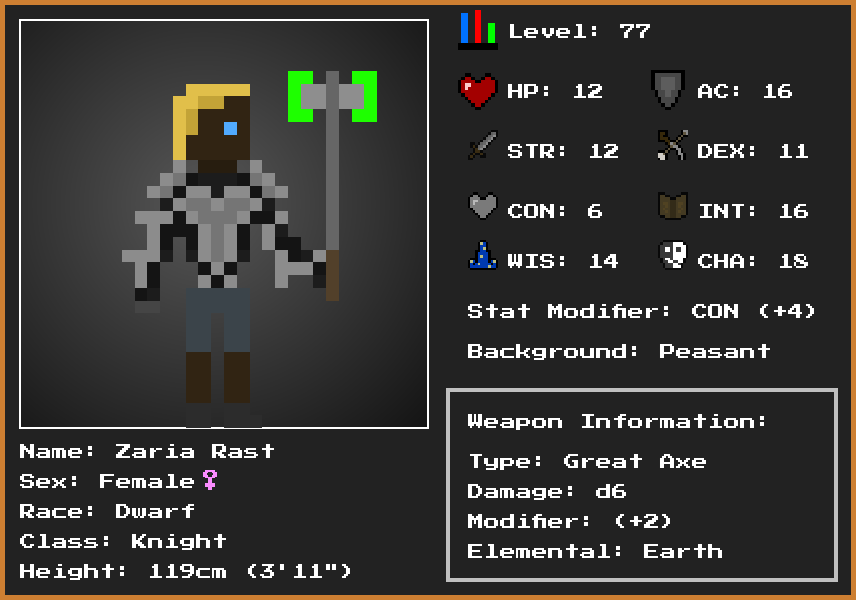 Level: 77
HP: 12 AC: 16
STR: 12 DEX: 11
CON: 6 INT: 16
WIS: 14 CHA: 18
Stat Modifier: CON (+4)
Background: Peasant
Weapon Information:
Type: Great Axe
Damage: d6
Modifier: (+2)
Elemental: Earth
Name: Zaria Rast
Sex: Female♀
Race: Dwarf
Class: Knight
Height: 119cm (3'11")